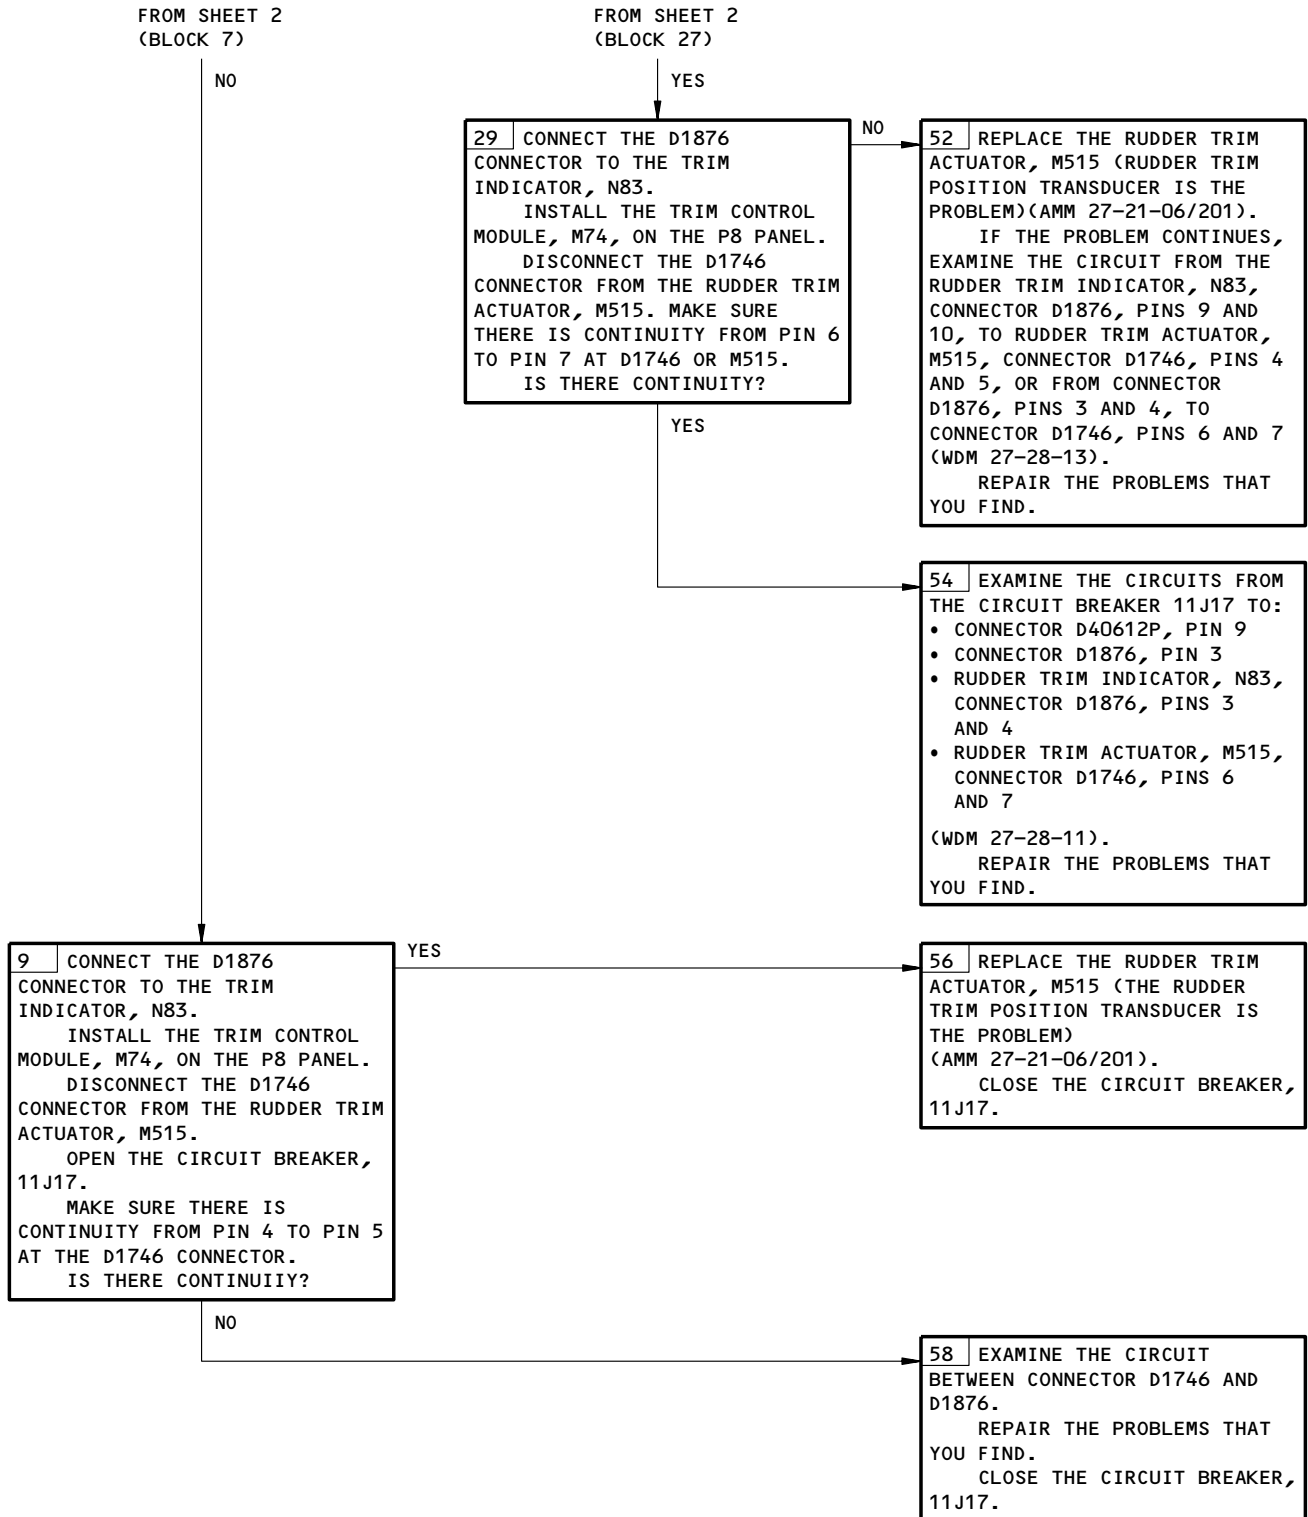 FROM SHEET 2
(BLOCK 7)
NO
FROM SHEET 2
(BLOCK 27)
YES
29 CONNECT THE D1876
CONNECTOR TO THE TRIM
INDICATOR, N83.
INSTALL THE TRIM CONTROL
MODULE, M74, ON THE P8 PANEL.
DISCONNECT THE D1746
CONNECTOR FROM THE RUDDER TRIM
ACTUATOR, M515. MAKE SURE
THERE IS CONTINUITY FROM PIN 6
TO PIN 7 AT D1746 OR M515.
IS THERE CONTINUITY?
NO
YES
52 REPLACE THE RUDDER TRIM
ACTUATOR, M515 (RUDDER TRIM
POSITION TRANSDUCER IS THE
PROBLEM)(AMM 27-21-06/201).
IF THE PROBLEM CONTINUES,
EXAMINE THE CIRCUIT FROM THE
RUDDER TRIM INDICATOR, N83,
CONNECTOR D1876, PINS 9 AND
10, TO RUDDER TRIM ACTUATOR,
M515, CONNECTOR D1746, PINS 4
AND 5, OR FROM CONNECTOR
D1876, PINS 3 AND 4, TO
CONNECTOR D1746, PINS 6 AND 7
(WDM 27-28-13).
REPAIR THE PROBLEMS THAT
YOU FIND.
54 EXAMINE THE CIRCUITS FROM
THE CIRCUIT BREAKER 11J17 TO:
• CONNECTOR D40612P, PIN 9
• CONNECTOR D1876, PIN 3
• RUDDER TRIM INDICATOR, N83,
CONNECTOR D1876, PINS 3
AND 4
• RUDDER TRIM ACTUATOR, M515,
CONNECTOR D1746, PINS 6
AND 7
(WDM 27-28-11).
REPAIR THE PROBLEMS THAT
YOU FIND.
9 CONNECT THE D1876
CONNECTOR TO THE TRIM
INDICATOR, N83.
INSTALL THE TRIM CONTROL
MODULE, M74, ON THE P8 PANEL.
DISCONNECT THE D1746
CONNECTOR FROM THE RUDDER TRIM
ACTUATOR, M515.
OPEN THE CIRCUIT BREAKER,
11J17.
MAKE SURE THERE IS
CONTINUITY FROM PIN 4 TO PIN 5
AT THE D1746 CONNECTOR.
IS THERE CONTINUIIY?
YES
NO
56 REPLACE THE RUDDER TRIM
ACTUATOR, M515 (THE RUDDER
TRIM POSITION TRANSDUCER IS
THE PROBLEM)
(AMM 27-21-06/201).
CLOSE THE CIRCUIT BREAKER,
11J17.
58 EXAMINE THE CIRCUIT
BETWEEN CONNECTOR D1746 AND
D1876.
REPAIR THE PROBLEMS THAT
YOU FIND.
CLOSE THE CIRCUIT BREAKER,
11J17.